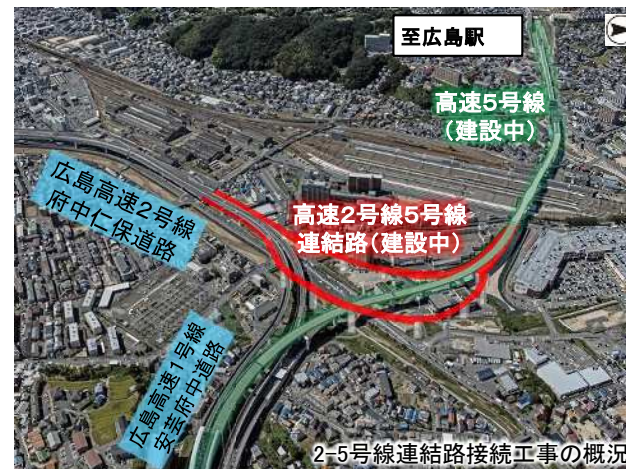 至広島駅
高速5号線
(建設中)
広島高速2号線
府中仁保道路
高速2号線5号線
連結路(建設中)
広島高速1号線
安芸府中道路
2-5号線連結路接続工事の概況